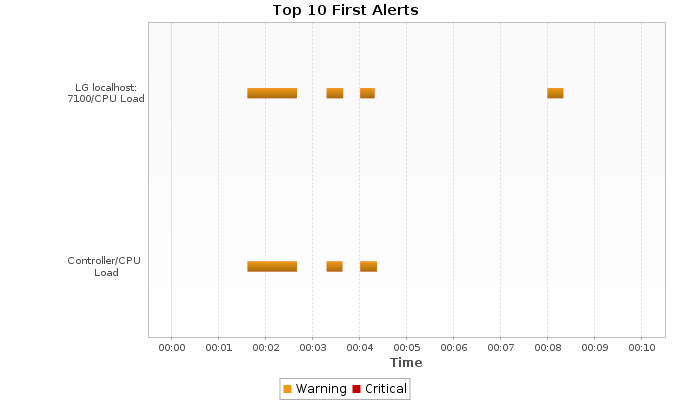 Top 10 First Alerts
LG localhost:
7100/CPU Load
Controller/CPU
Load
00:00 00:01 00:02 00:03 00:04 00:05 00:06 00:07 00:08 00:09 00:10
Time
Warning Critical